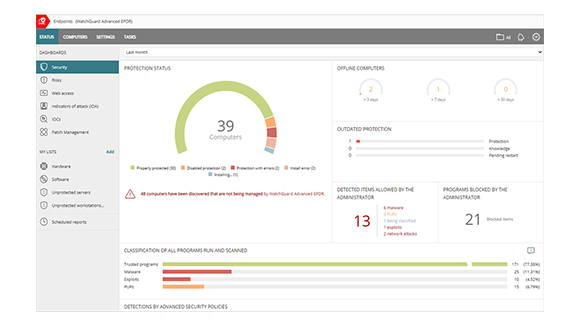 Endpoints (WatchGuard Advanced EPDR)
STATUS COMPUTERS SETTINGS TASKS All
DASHBOARDS
Last month
Security
Risks
Web access
Indicators of attack (IOA)
IOCs
Patch Management
MY LISTS Add
Hardware
Software
Unprotected servers
Unprotected workstations...
Scheduled reports
PROTECTION STATUS
39
Computers
Properly protected (30) Disabled protection (2) Protection with errors (2) Install error (2)
Installing... (1)
48 computers have been discovered that are not being managed by WatchGuard Advanced EPDR.
OFFLINE COMPUTERS
2 1 0
> 3 days > 7 days > 30 days
OUTDATED PROTECTION
1 Protection
0 Knowledge
0 Pending restart
DETECTED ITEMS ALLOWED BY THE
ADMINISTRATOR
13
6 malware
3 PUPs
1 being classified
1 exploits
2 network attacks
PROGRAMS BLOCKED BY THE
ADMINISTRATOR
21 Blocked items
CLASSIFICATION OF ALL PROGRAMS RUN AND SCANNED
Trusted programs 171 (77.38%)
Malware 25 (11.31%)
Exploits 10 (4.52%)
PUPs 15 (6.79%)
DETECTIONS BY ADVANCED SECURITY POLICIES